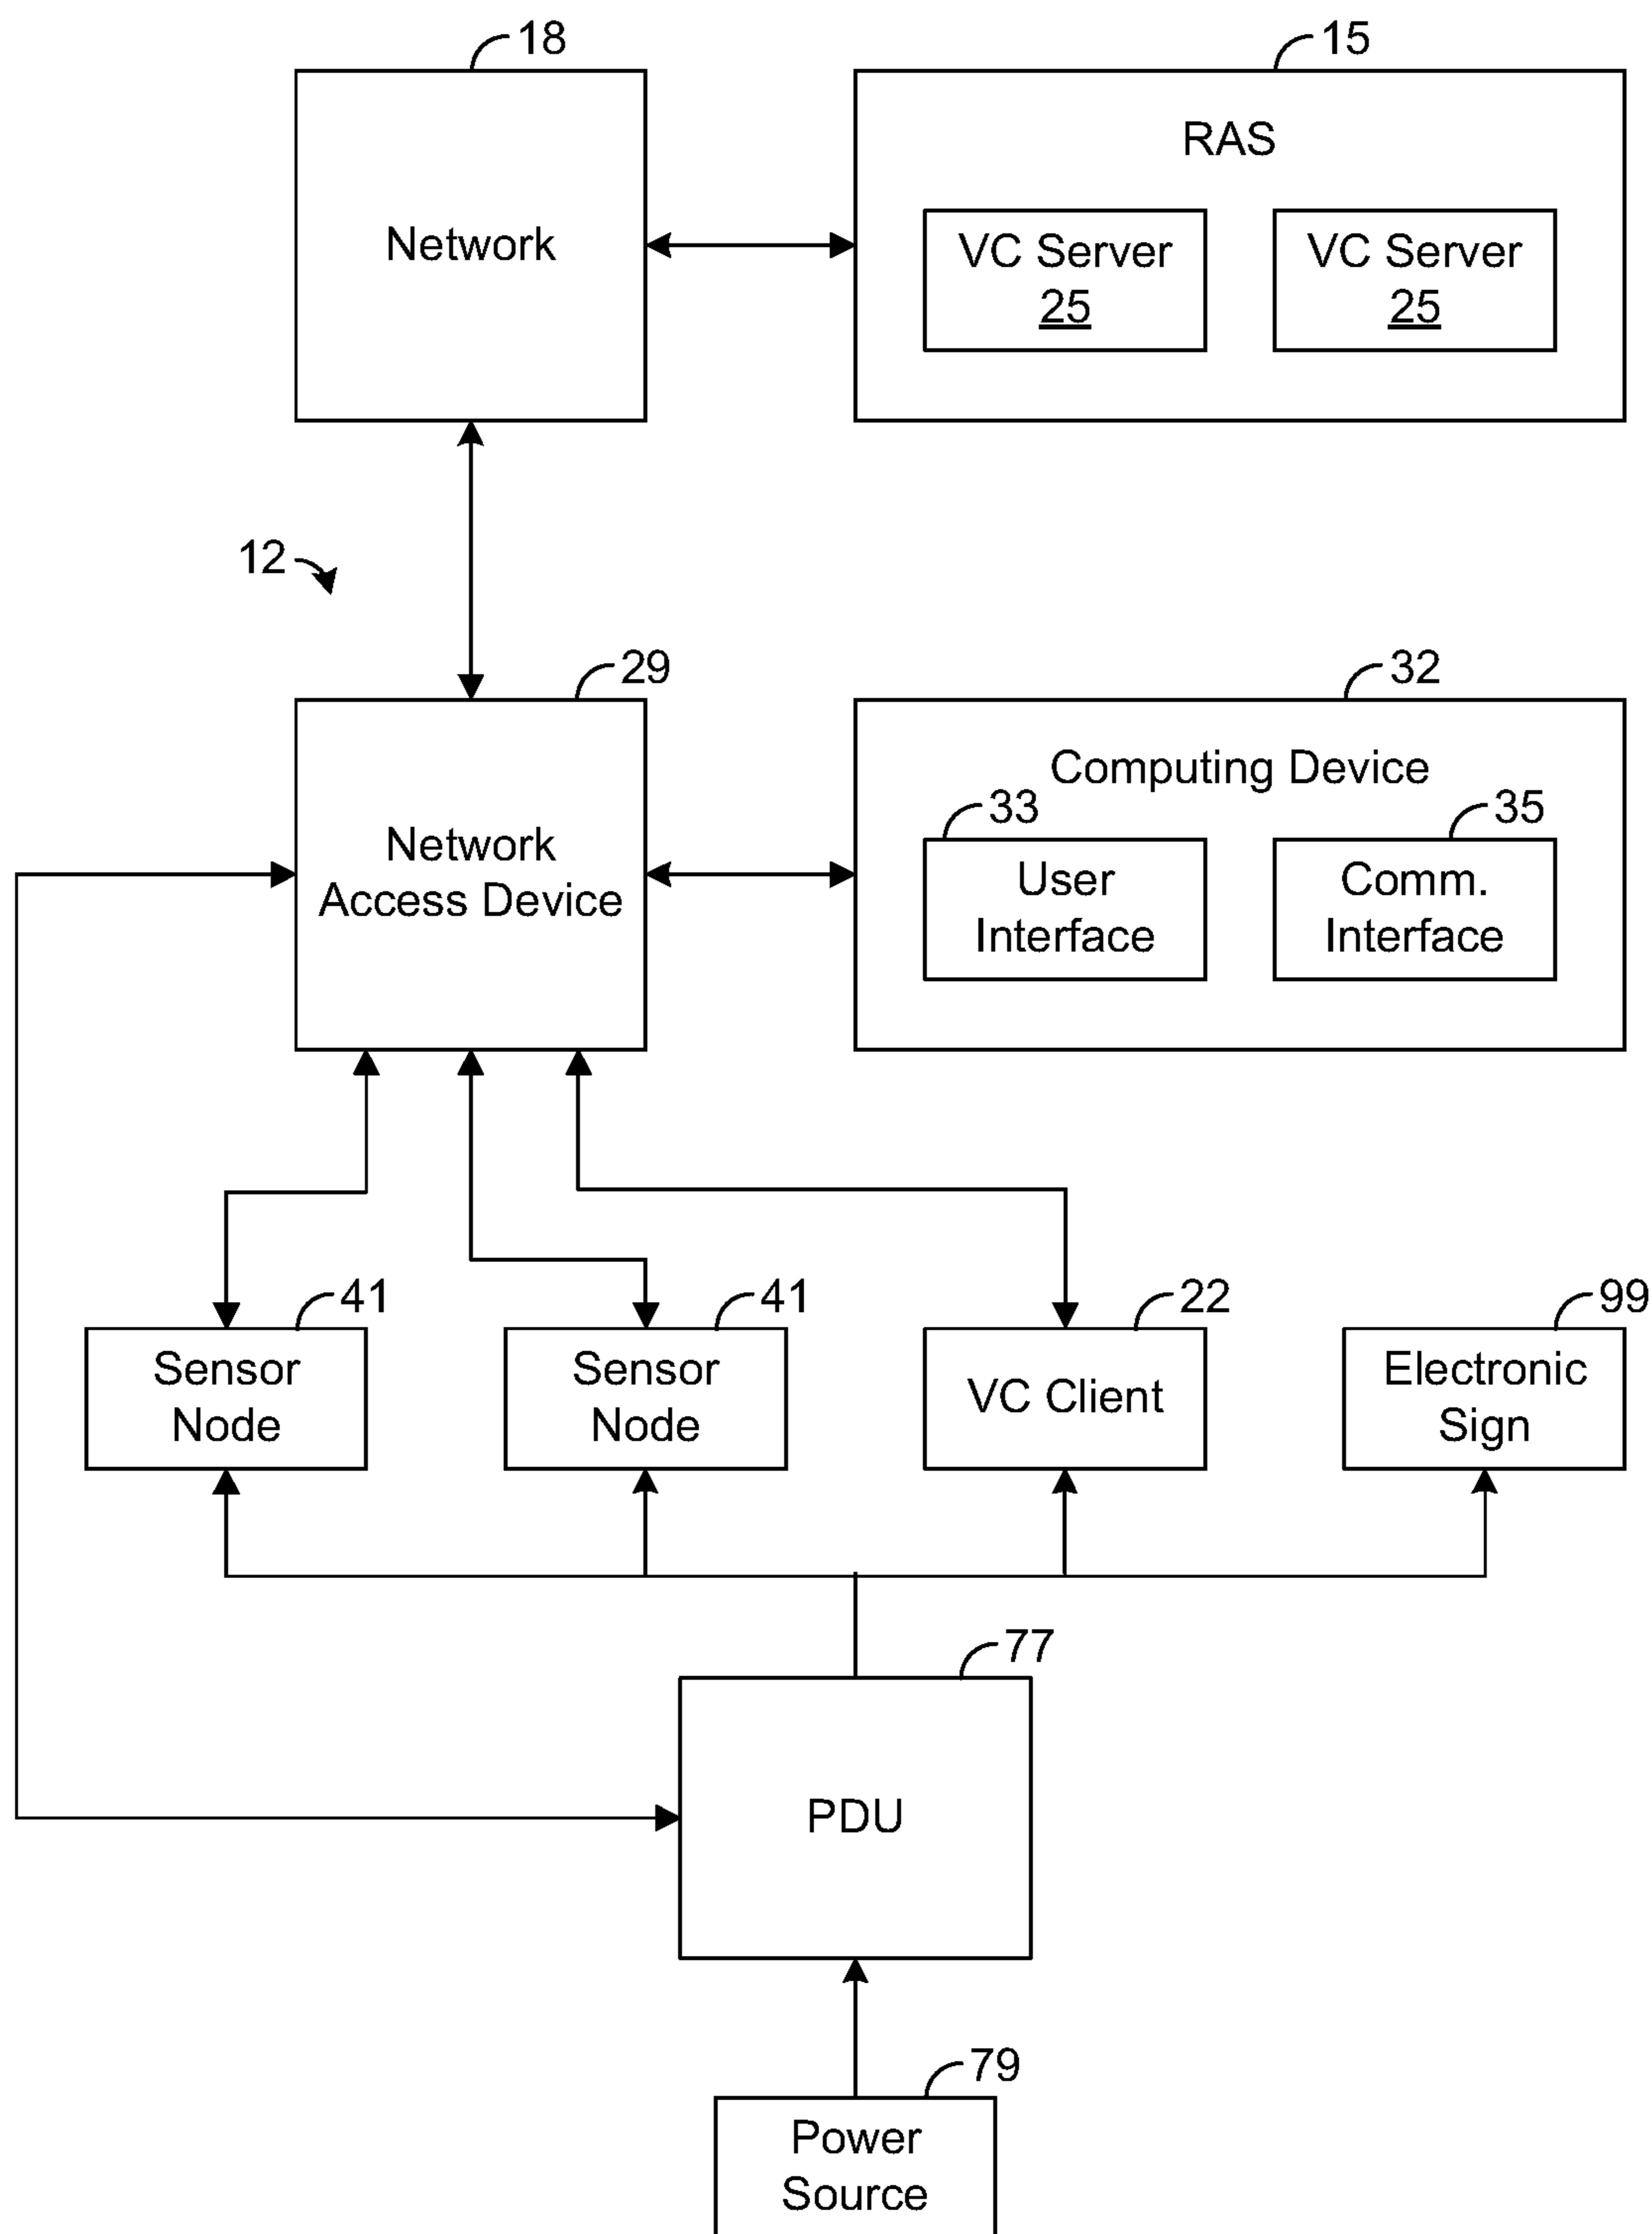 18
15
Network
RAS
VC Server
25
VC Server
25
12
29
32
Network
Access Device
Computing Device
33
35
User
Interface
Comm.
Interface
41
41
22
99
Sensor
Node
Sensor
Node
VC Client
Electronic
Sign
77
PDU
79
Power
Source